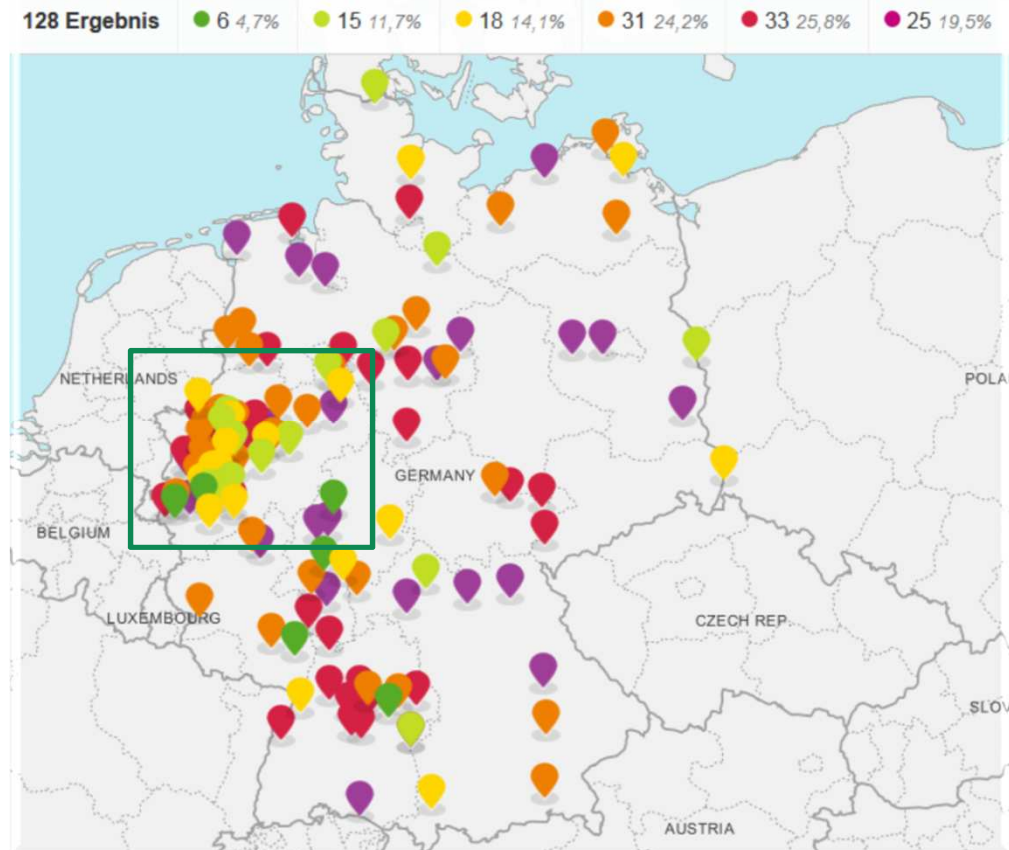 128 Ergebnis 6 4,7% 15 11,7% 18 14,1% 31 24,2% 33 25,8% 25 19,5%
NETHERLANDS
POLA
GERMANY
BELGIUM
LUXEMBOURG
CZECH REP.
SLOV
AUSTRIA